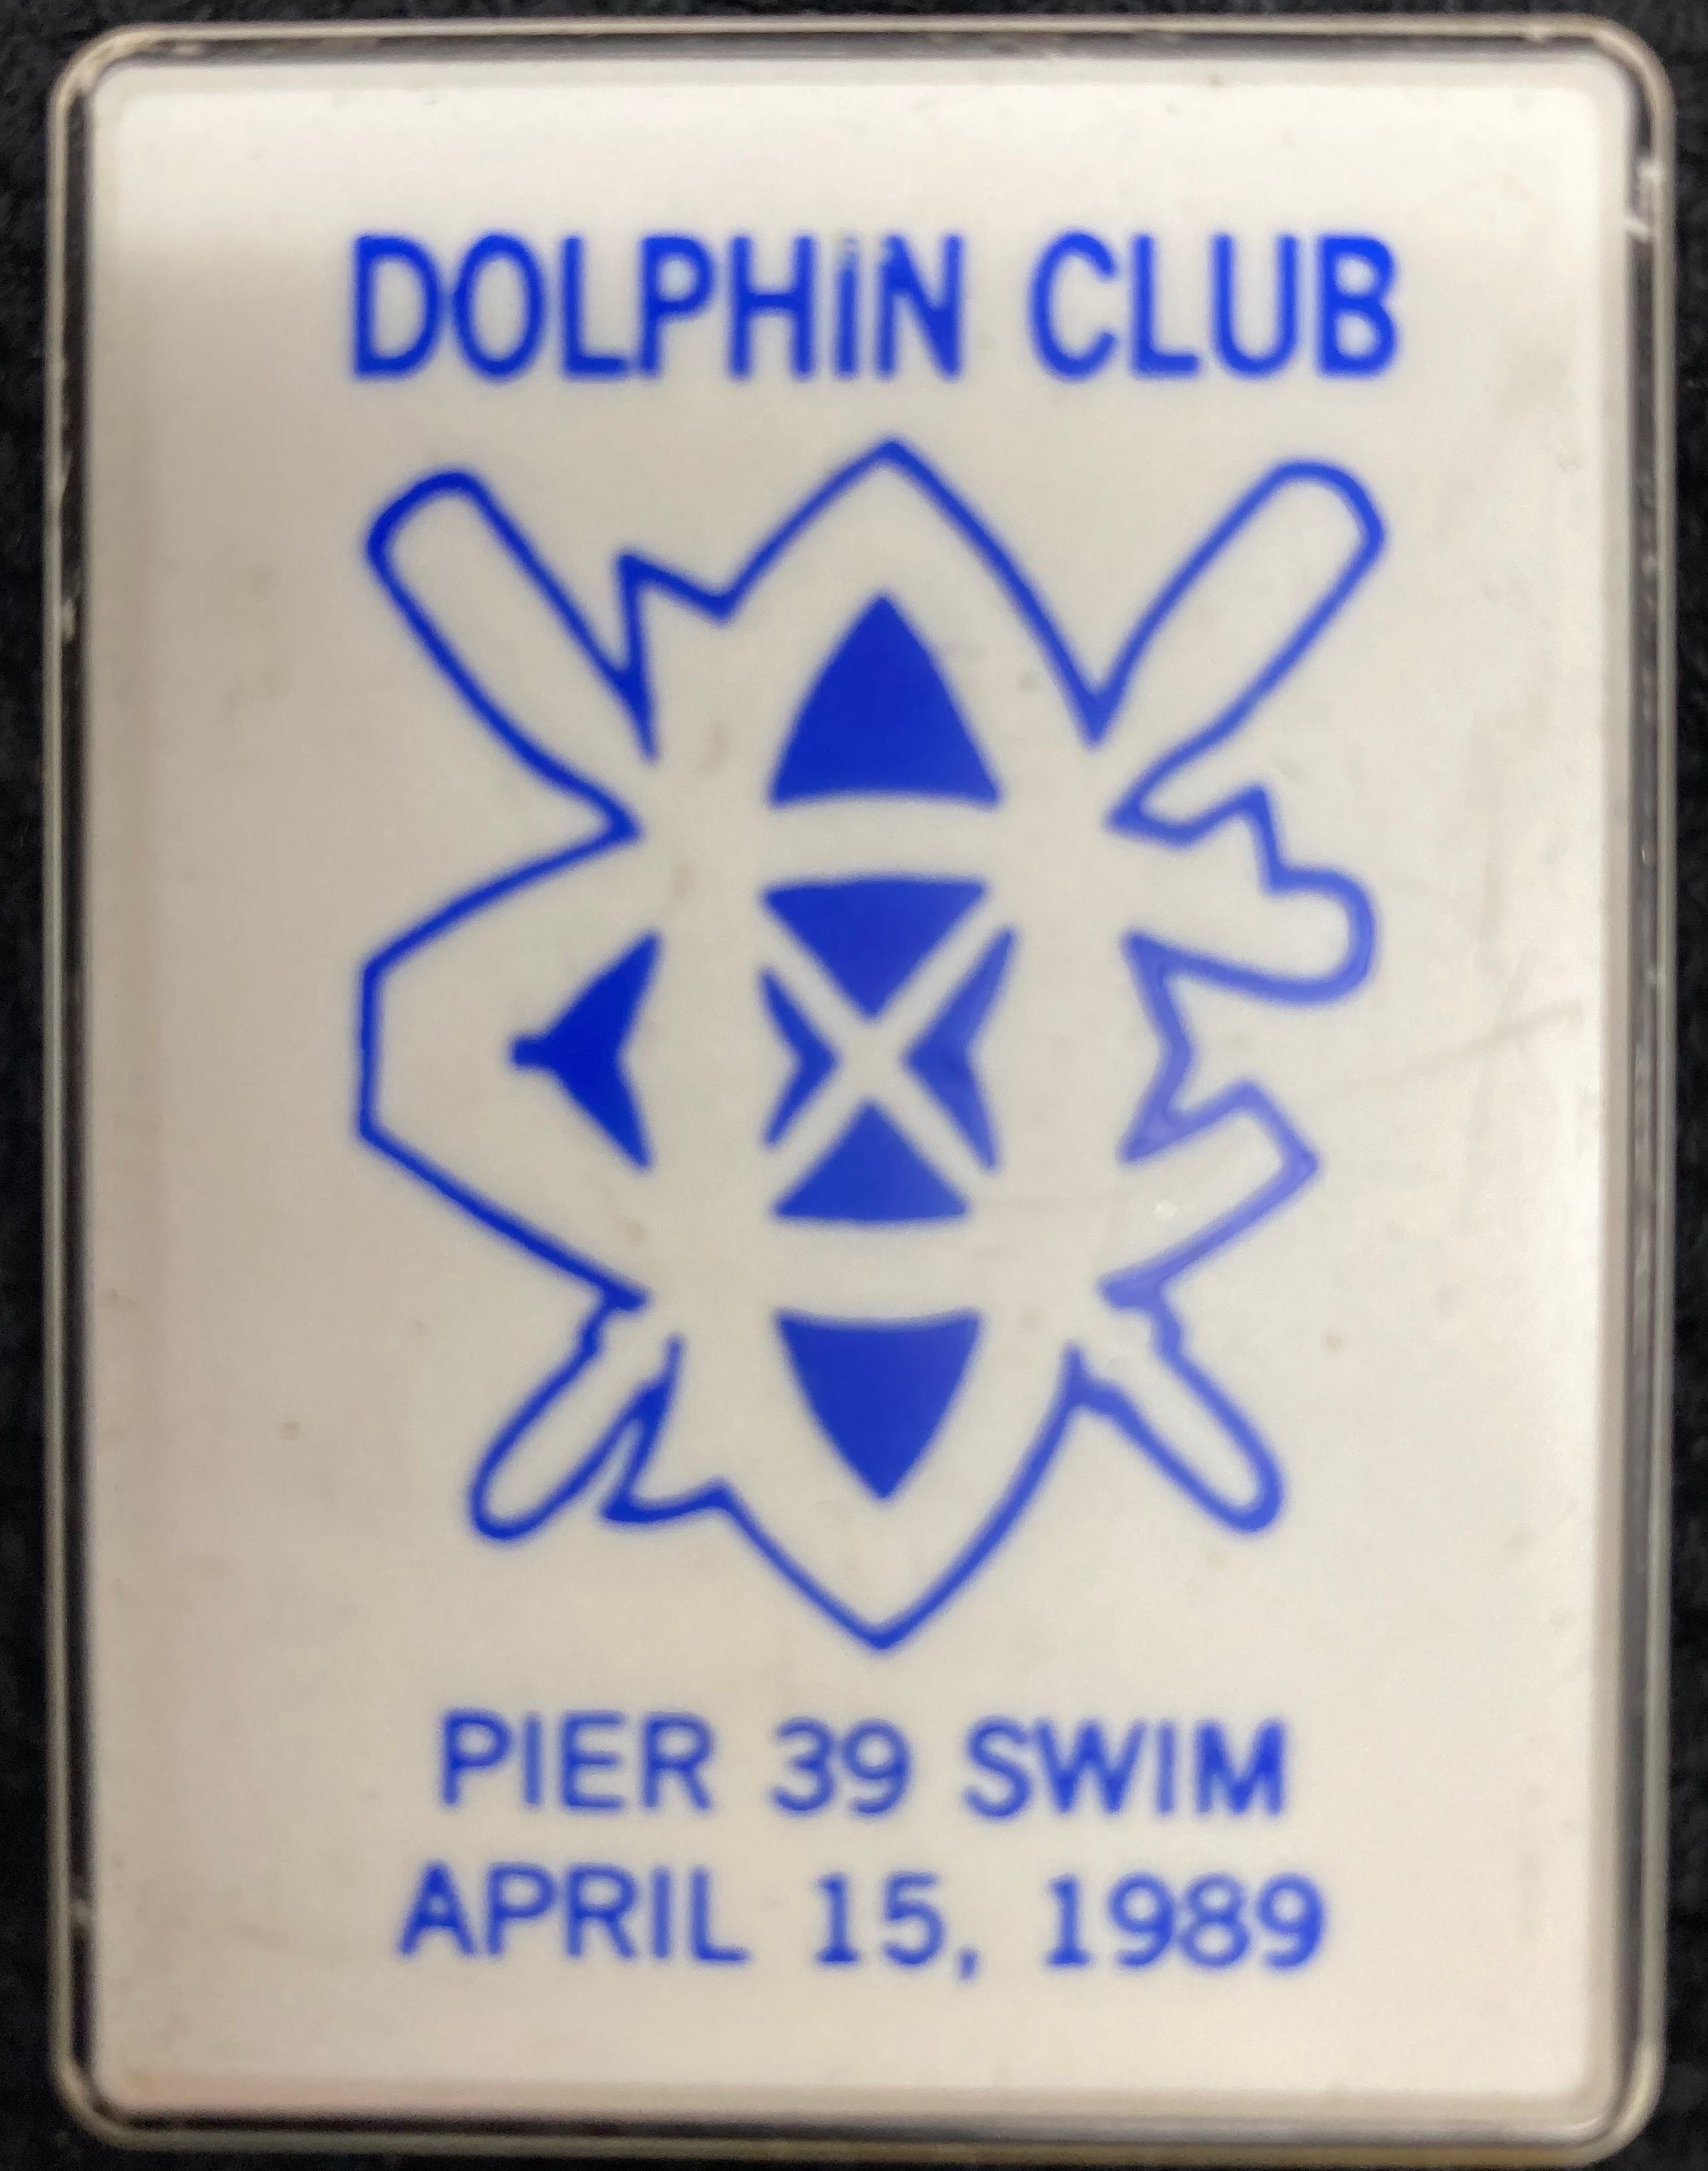 DOLPHiN CLUB
PIER 39 SWIM
APRIL 15, 1989